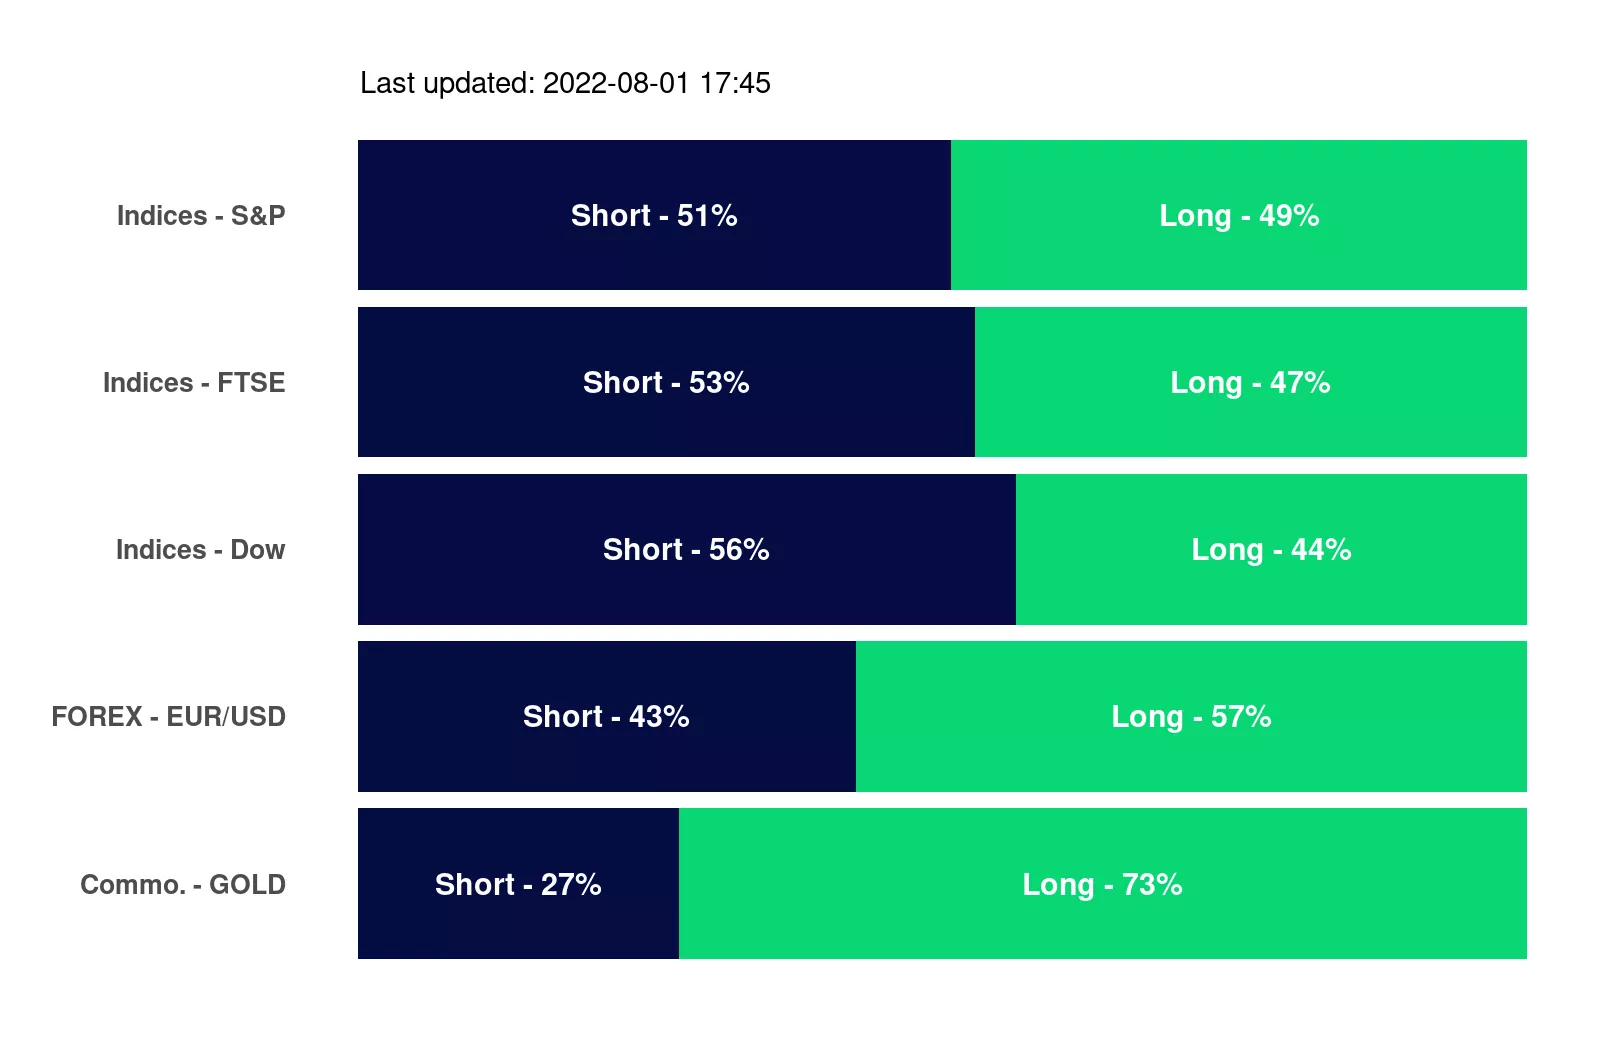 Last updated: 2022-08-01 17:45
Indices - S&P Short - 51% Long - 49%
Indices - FTSE Short - 53% Long - 47%
Indices - Dow Short - 56% Long - 44%
FOREX - EUR/USD Short - 43% Long - 57%
Commo. - GOLD Short - 27% Long - 73%